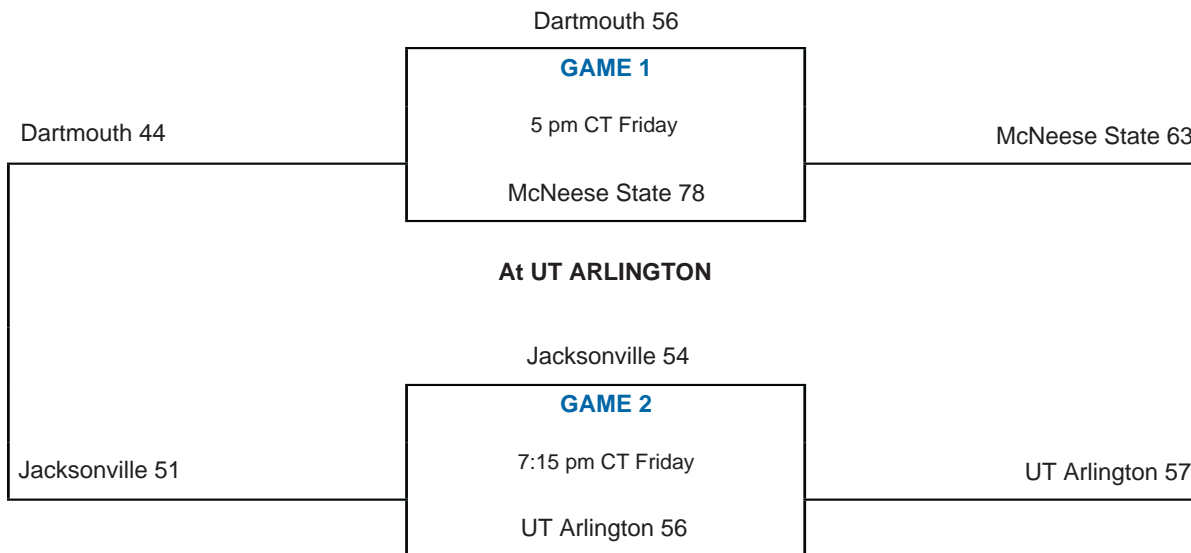 Dartmouth 56
GAME 1
5 pm CT Friday
Dartmouth 44
McNeese State 63
McNeese State 78
At UT ARLINGTON
Jacksonville 54
GAME 2
7:15 pm CT Friday
Jacksonville 51
UT Arlington 57
UT Arlington 56